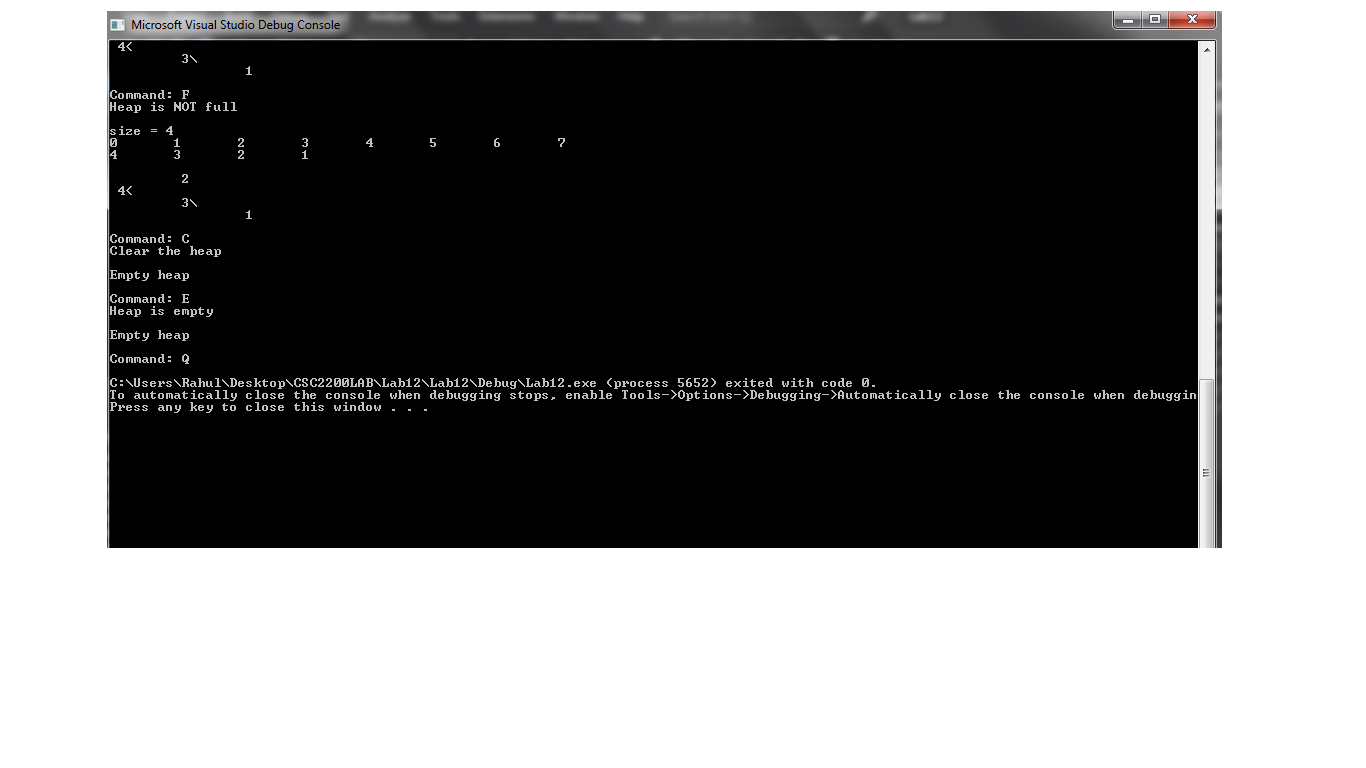 Microsoft Visual Studio Debug Console
4<
3\
1
Command: F
Heap is NOT full
size = 4
0 1 2 3 4 5 6 7
4 3 2 1
2
4<
3\
1
Command: C
Clear the heap
Empty heap
Command: E
Heap is empty
Empty heap
Command: Q
C:\Users\Rahul\Desktop\CSC2200LAB\Lab12\Lab12\Debug\Lab12.exe (process 5652) exited with code 0.
To automatically close the console when debugging stops, enable Tools->Options->Debugging->Automatically close the console when debuggin
Press any key to close this window . . .